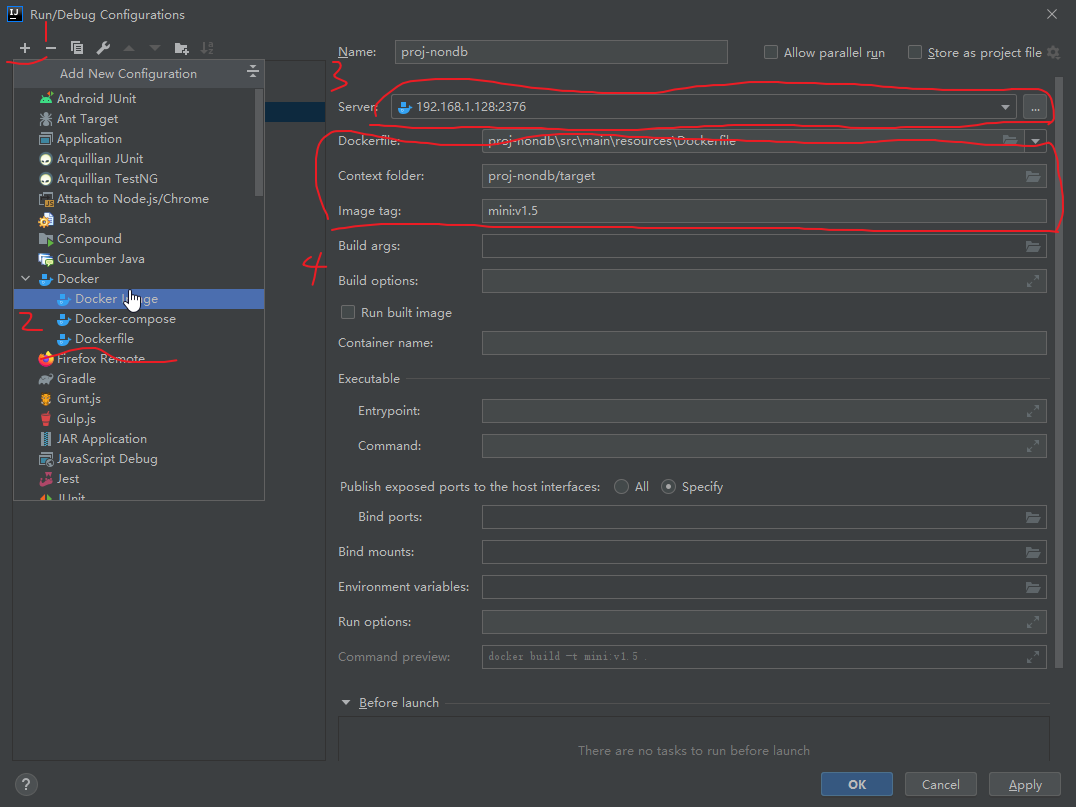 Run/Debug Configurations
1
Add New Configuration
Android JUnit
Ant Target
Application
Arquillian JUnit
Arquillian TestNG
Attach to Node.js/Chrome
Batch
Compound
Cucumber Java
Docker
Docker Image
2
Docker-compose
Dockerfile
Firefox Remote
Gradle
Grunt.js
Gulp.js
JAR Application
JavaScript Debug
Jest
JUnit
Name: proj-nondb Allow parallel run Store as project file
3
Server: 192.168.1.128:2376 ...
Dockerfile: proj-nondb\src\main\resources\Dockerfile
Context folder: proj-nondb/target
Image tag: mini:v1.5
Build args:
4
Build options:
Run built image
Container name:
Executable
Entrypoint:
Command:
Publish exposed ports to the host interfaces: All Specify
Bind ports:
Bind mounts:
Environment variables:
Run options:
Command preview: docker build -t mini:v1.5 .
Before launch
There are no tasks to run before launch
? OK Cancel Apply